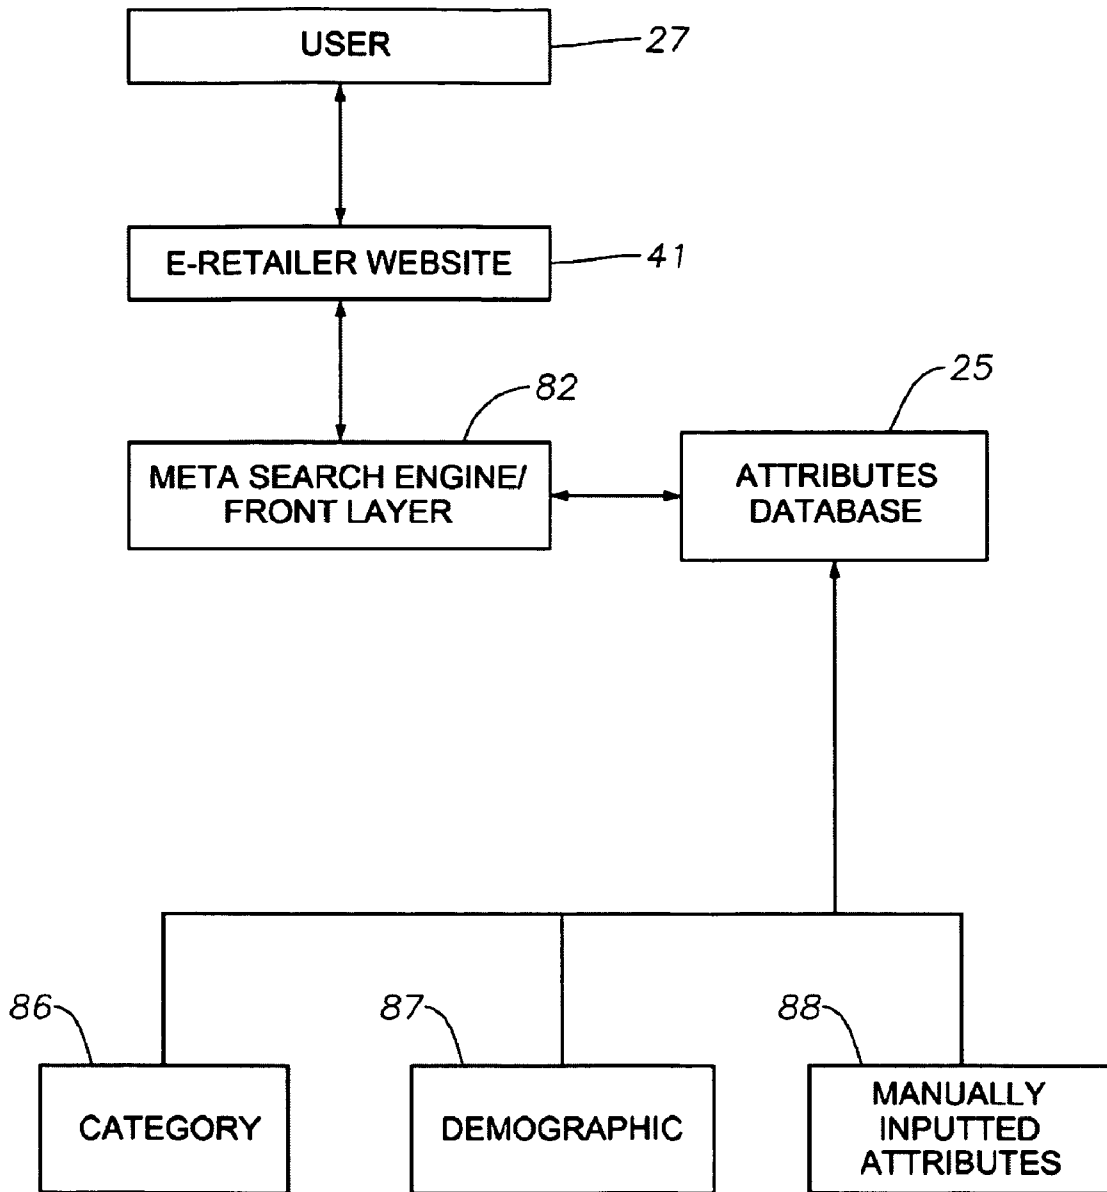 USER
27
E-RETAILER WEBSITE
41
82
25
META SEARCH ENGINE/
FRONT LAYER
ATTRIBUTES
DATABASE
86
87
88
CATEGORY
DEMOGRAPHIC
MANUALLY
INPUTTED
ATTRIBUTES